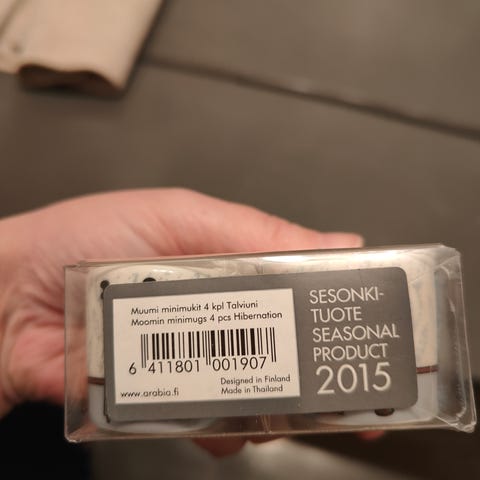 Muumi minimukit 4 kpl Talviuni
Moomin minimugs 4 pcs Hibernation
6 411801 001907
Designed in Finland
www.arabia.fi Made in Thailand
SESONKI-
TUOTE
SEASONAL
PRODUCT
2015